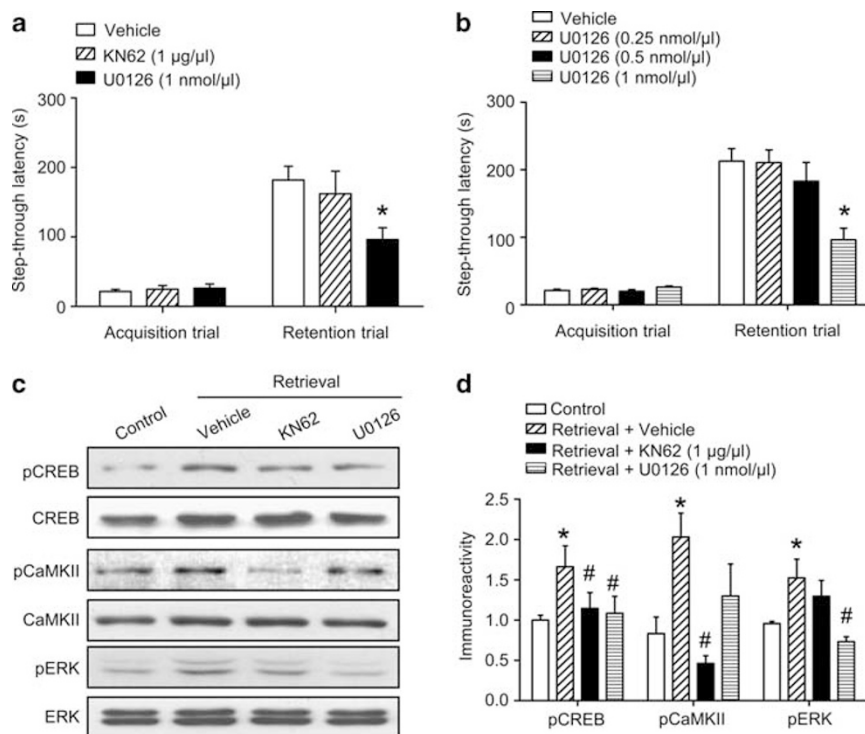 a
Vehicle
KN62 (1 µg/µl)
U0126 (1 nmol/µl)
Step-through latency (s)
300
200
100
0
*
Acquisition trial
Retention trial
b
Vehicle
U0126 (0.25 nmol/µl)
U0126 (0.5 nmol/µl)
U0126 (1 nmol/µl)
Step-through latency (s)
300
200
100
0
*
Acquisition trial
Retention trial
c
Retrieval
Control
Vehicle
KN62
U0126
pCREB
CREB
pCaMKII
CaMKII
pERK
ERK
d
Control
Retrieval + Vehicle
Retrieval + KN62 (1 µg/µl)
Retrieval + U0126 (1 nmol/µl)
Immunoreactivity
2.5
2.0
1.5
1.0
0.5
0.0
* # #
* #
* #
pCREB
pCaMKII
pERK